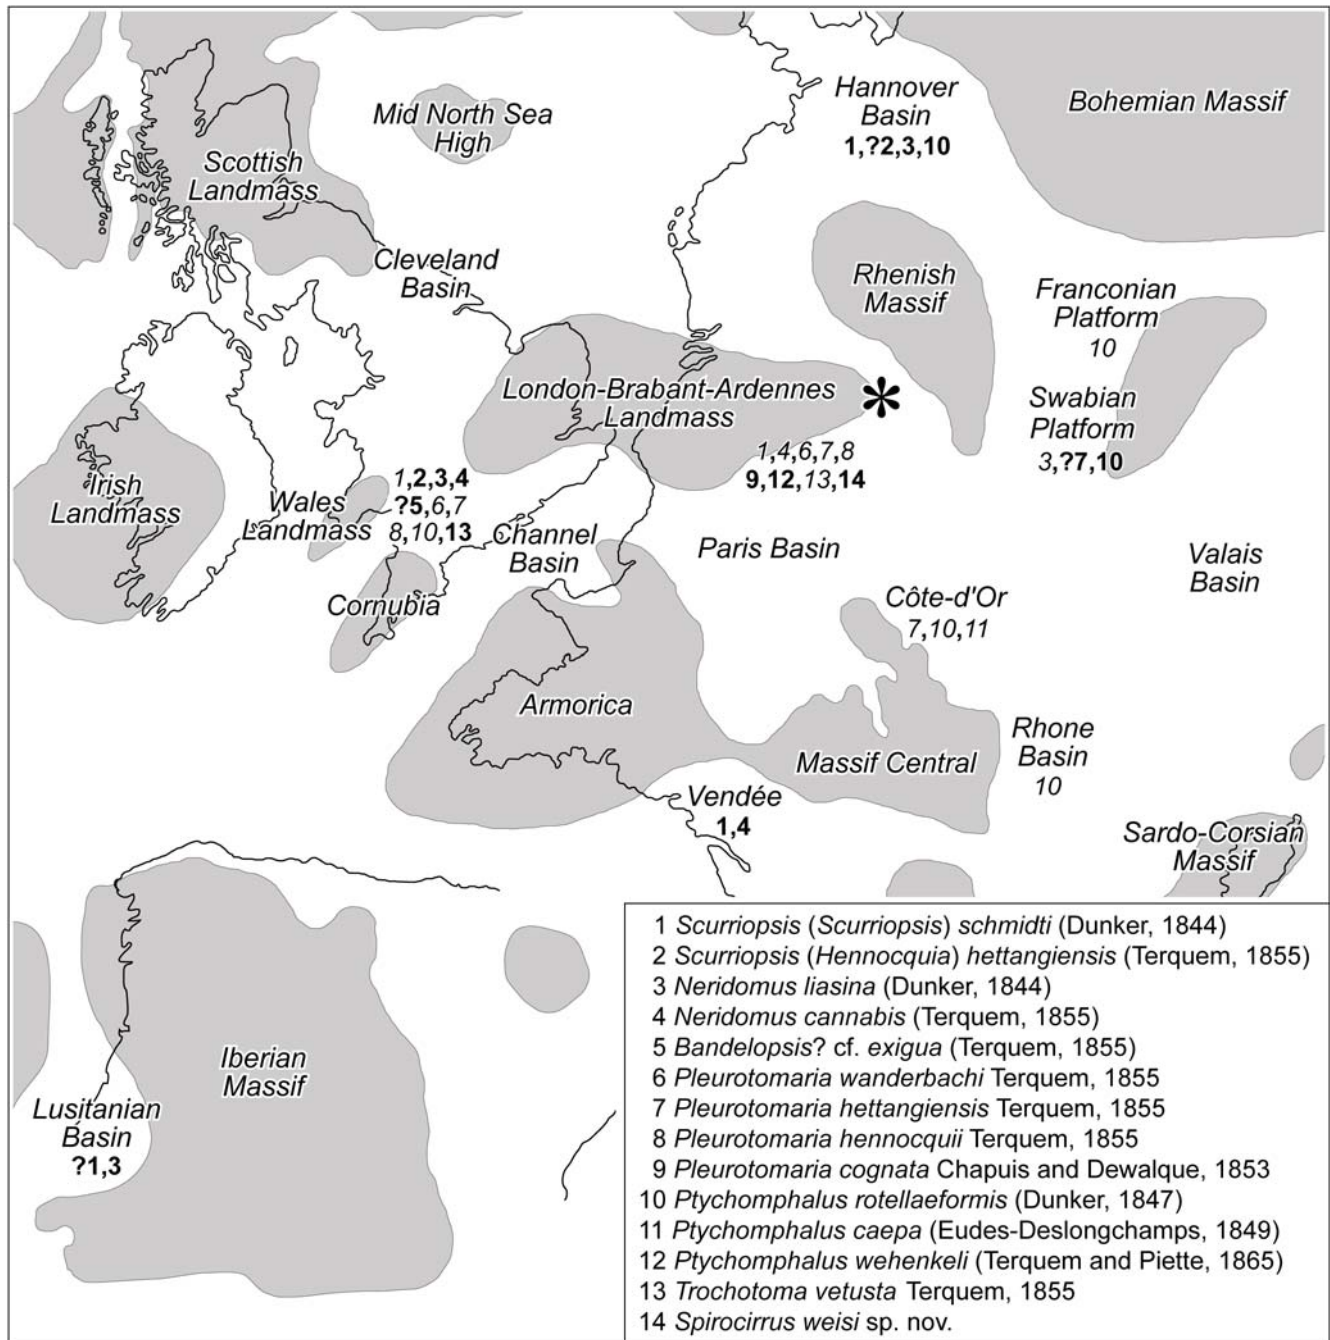 Hannover
Basin
1,?2,3,10
Bohemian Massif
Mid North Sea
High
Scottish
Landmass
Cleveland
Basin
Rhenish
Massif
Franconian
Platform
10
London-Brabant-Ardennes
Landmass
*
Swabian
Platform
3,?7,10
1,4,6,7,8
9,12,13,14
Irish
Landmass
Wales
Landmass
1,2,3,4
?5,6,7
8,10,13
Channel
Basin
Paris Basin
Valais
Basin
Cornubia
Côte-d'Or
7,10,11
Armorica
Massif Central
Rhone
Basin
10
Vendée
1,4
Sardo-Corsian
Massif
Iberian
Massif
Lusitanian
Basin
?1,3
1 Scurriopsis (Scurriopsis) schmidti (Dunker, 1844)
2 Scurriopsis (Hennocquia) hettangiensis (Terquem, 1855)
3 Neridomus liasina (Dunker, 1844)
4 Neridomus cannabis (Terquem, 1855)
5 Bandelopsis? cf. exigua (Terquem, 1855)
6 Pleurotomaria wanderbachi Terquem, 1855
7 Pleurotomaria hettangiensis Terquem, 1855
8 Pleurotomaria hennocquii Terquem, 1855
9 Pleurotomaria cognata Chapuis and Dewalque, 1853
10 Ptychomphalus rotellaeformis (Dunker, 1847)
11 Ptychomphalus caepa (Eudes-Deslongchamps, 1849)
12 Ptychomphalus wehenkeli (Terquem and Piette, 1865)
13 Trochotoma vetusta Terquem, 1855
14 Spirocirrus weisi sp. nov.